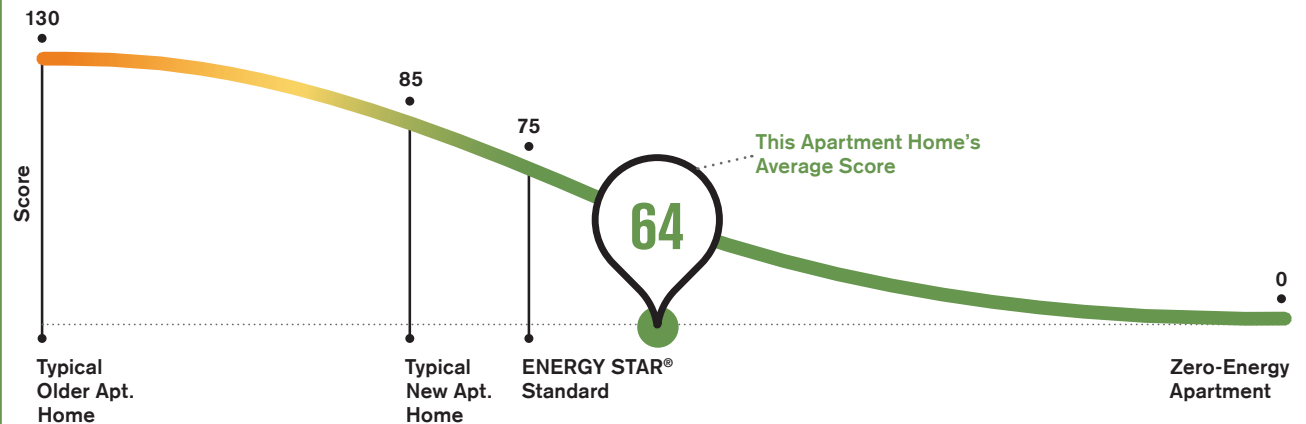 130
85
75
This Apartment Home's
Average Score
64
0
Score
Typical
Older Apt.
Home
Typical
New Apt.
Home
ENERGY STAR®
Standard
Zero-Energy
Apartment